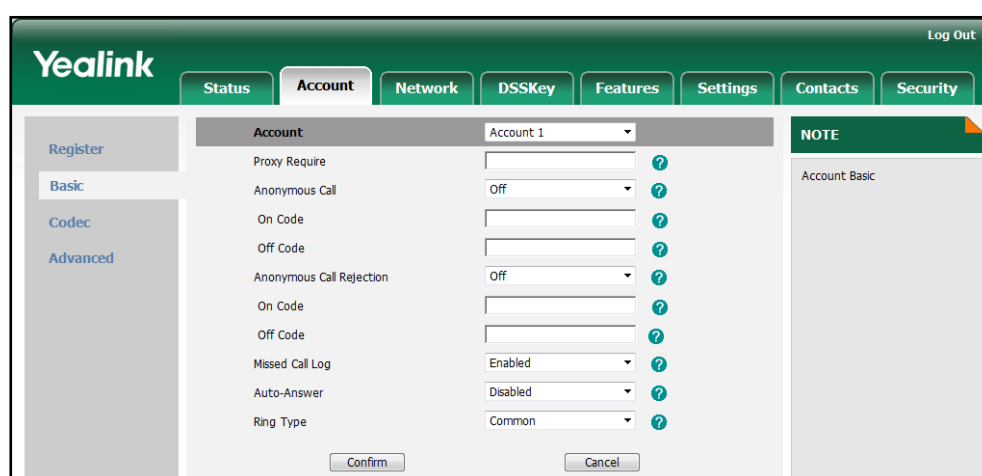 Log Out
Yealink
Status Account Network DSSKey Features Settings Contacts Security
Register
Basic
Codec
Advanced
Account Account 1
Proxy Require ?
Anonymous Call Off ?
On Code ?
Off Code ?
Anonymous Call Rejection Off ?
On Code ?
Off Code ?
Missed Call Log Enabled ?
Auto-Answer Disabled ?
Ring Type Common ?
Confirm Cancel
NOTE
Account Basic